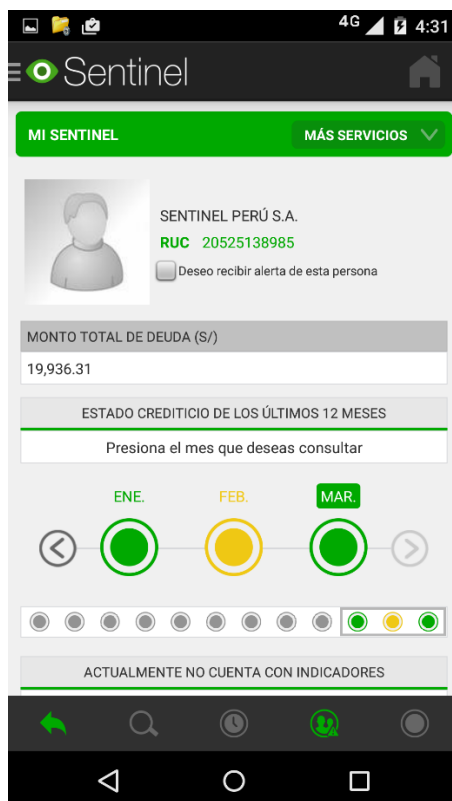 4G 4:31
Sentinel
MI SENTINEL MÁS SERVICIOS
SENTINEL PERÚ S.A.
RUC 20525138985
Deseo recibir alerta de esta persona
MONTO TOTAL DE DEUDA (S/)
19,936.31
ESTADO CREDITICIO DE LOS ÚLTIMOS 12 MESES
Presiona el mes que deseas consultar
ENE. FEB. MAR.
ACTUALMENTE NO CUENTA CON INDICADORES